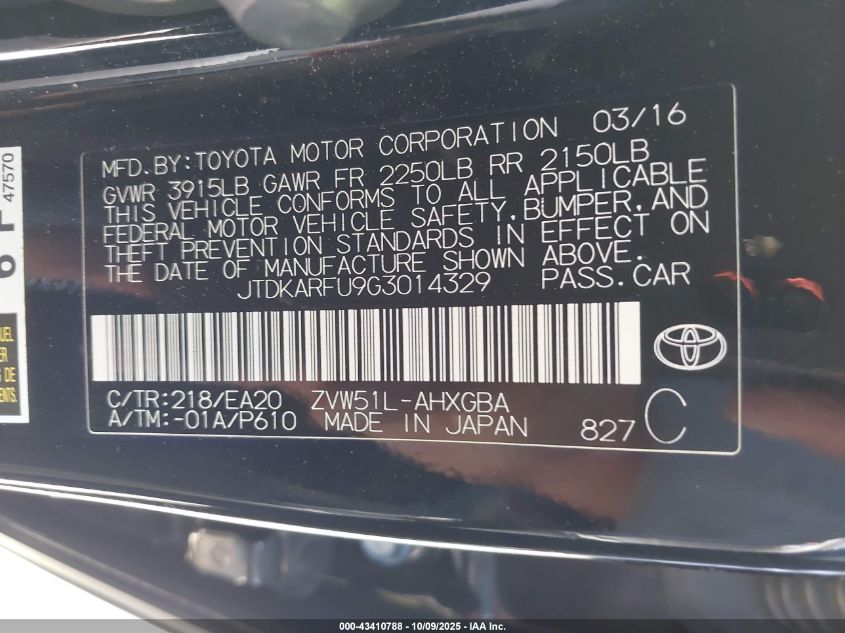 MFD.BY:TOYOTA MOTOR CORPORATION 03/16
GVWR 3915LB GAWR FR 2250LB RR 2150LB
THIS VEHICLE CONFORMS TO ALL APPLICABLE
FEDERAL MOTOR VEHICLE SAFETY,BUMPER,AND
THEFT PREVENTION STANDARDS IN EFFECT ON
THE DATE OF MANUFACTURE SHOWN ABOVE.
JTDKARFU9G3014329 PASS.CAR
C/TR:218/EA20 ZVW51L-AHXGBA
A/TM:-01A/P610 MADE IN JAPAN 827 C
47570
000-43410788 - 10/09/2025 - IAA Inc.